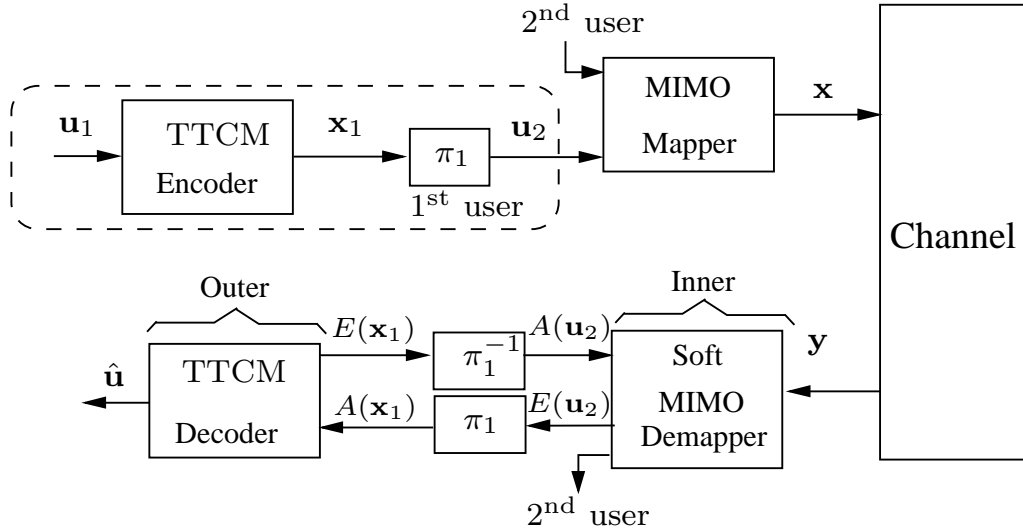 2nd user
MIMO
Mapper
x
u1
TTCM
Encoder
x1
π1
u2
1st user
Channel
Outer
Inner
E(x1)
π1−1
A(u2)
y
û
TTCM
Decoder
A(x1)
π1
E(u2)
Soft
MIMO
Demapper
2nd user